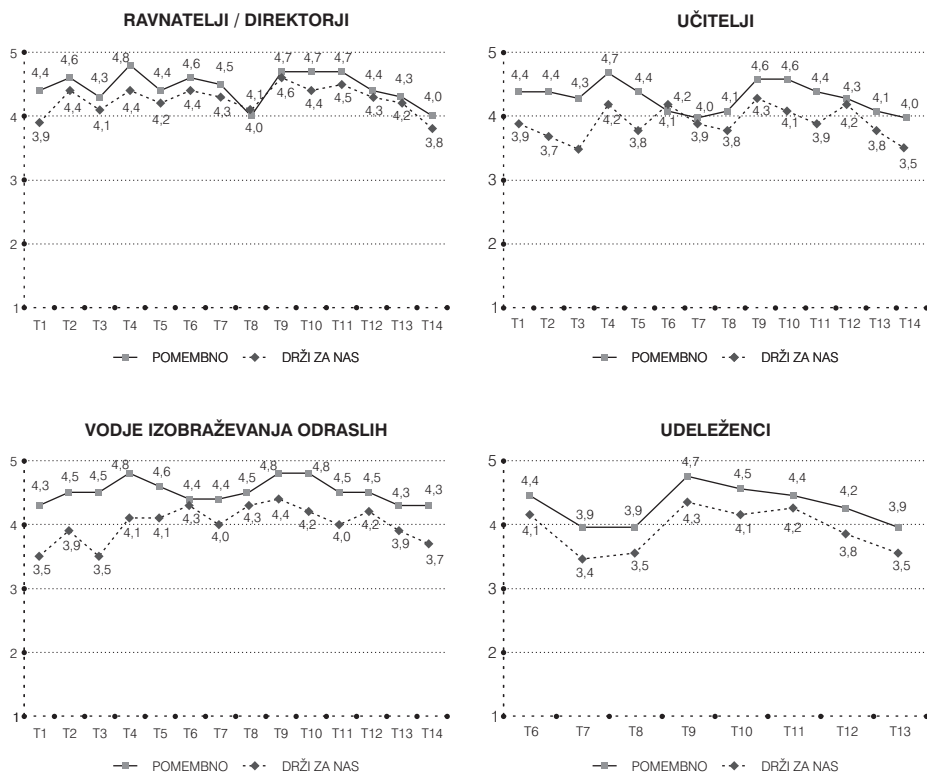 RAVNATELJI / DIREKTORJI
5
4
3
2
1
4,4 4,6 4,3 4,8 4,4 4,6 4,5 4,1 4,7 4,7 4,7 4,4 4,3 4,0
3,9 4,4 4,1 4,4 4,2 4,4 4,3 4,0 4,6 4,4 4,5 4,3 4,2 3,8
T1 T2 T3 T4 T5 T6 T7 T8 T9 T10 T11 T12 T13 T14
POMEMBNO DRŽI ZA NAS
UČITELJI
5
4
3
2
1
4,4 4,4 4,3 4,7 4,4 4,2 4,0 4,1 4,6 4,6 4,4 4,3 4,1 4,0
3,9 3,7 4,2 3,8 4,1 3,9 3,8 4,3 4,1 3,9 4,2 3,8 3,5
T1 T2 T3 T4 T5 T6 T7 T8 T9 T10 T11 T12 T13 T14
POMEMBNO DRŽI ZA NAS
VODJE IZOBRAŽEVANJA ODRASLIH
5
4
3
2
1
4,3 4,5 4,5 4,8 4,6 4,4 4,4 4,5 4,8 4,8 4,5 4,5 4,3 4,3
3,5 3,9 3,5 4,1 4,1 4,3 4,0 4,3 4,4 4,2 4,0 4,2 3,9 3,7
T1 T2 T3 T4 T5 T6 T7 T8 T9 T10 T11 T12 T13 T14
POMEMBNO DRŽI ZA NAS
UDELEŽENCI
5
4
3
2
1
4,4 3,9 3,9 4,7 4,5 4,4 4,2 3,9
4,1 3,4 3,5 4,3 4,1 4,2 3,8 3,5
T6 T7 T8 T9 T10 T11 T12 T13
POMEMBNO DRŽI ZA NAS